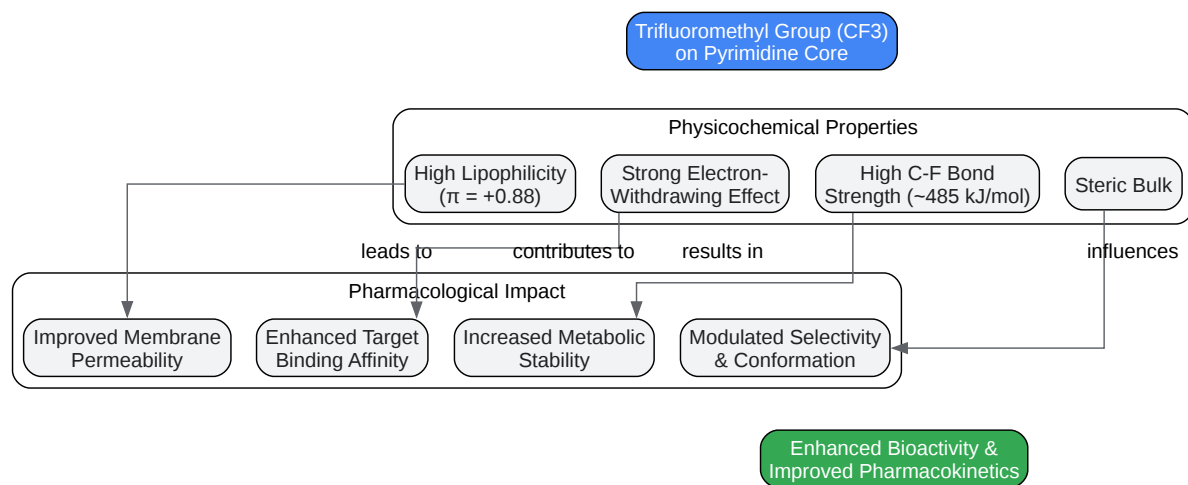 Trifluoromethyl Group (CF3)
on Pyrimidine Core
Physicochemical Properties
High Lipophilicity
(π = +0.88)
Strong Electron-
Withdrawing Effect
High C-F Bond
Strength (~485 kJ/mol)
Steric Bulk
leads to
contributes to
results in
influences
Pharmacological Impact
Improved Membrane
Permeability
Enhanced Target
Binding Affinity
Increased Metabolic
Stability
Modulated Selectivity
& Conformation
Enhanced Bioactivity &
Improved Pharmacokinetics